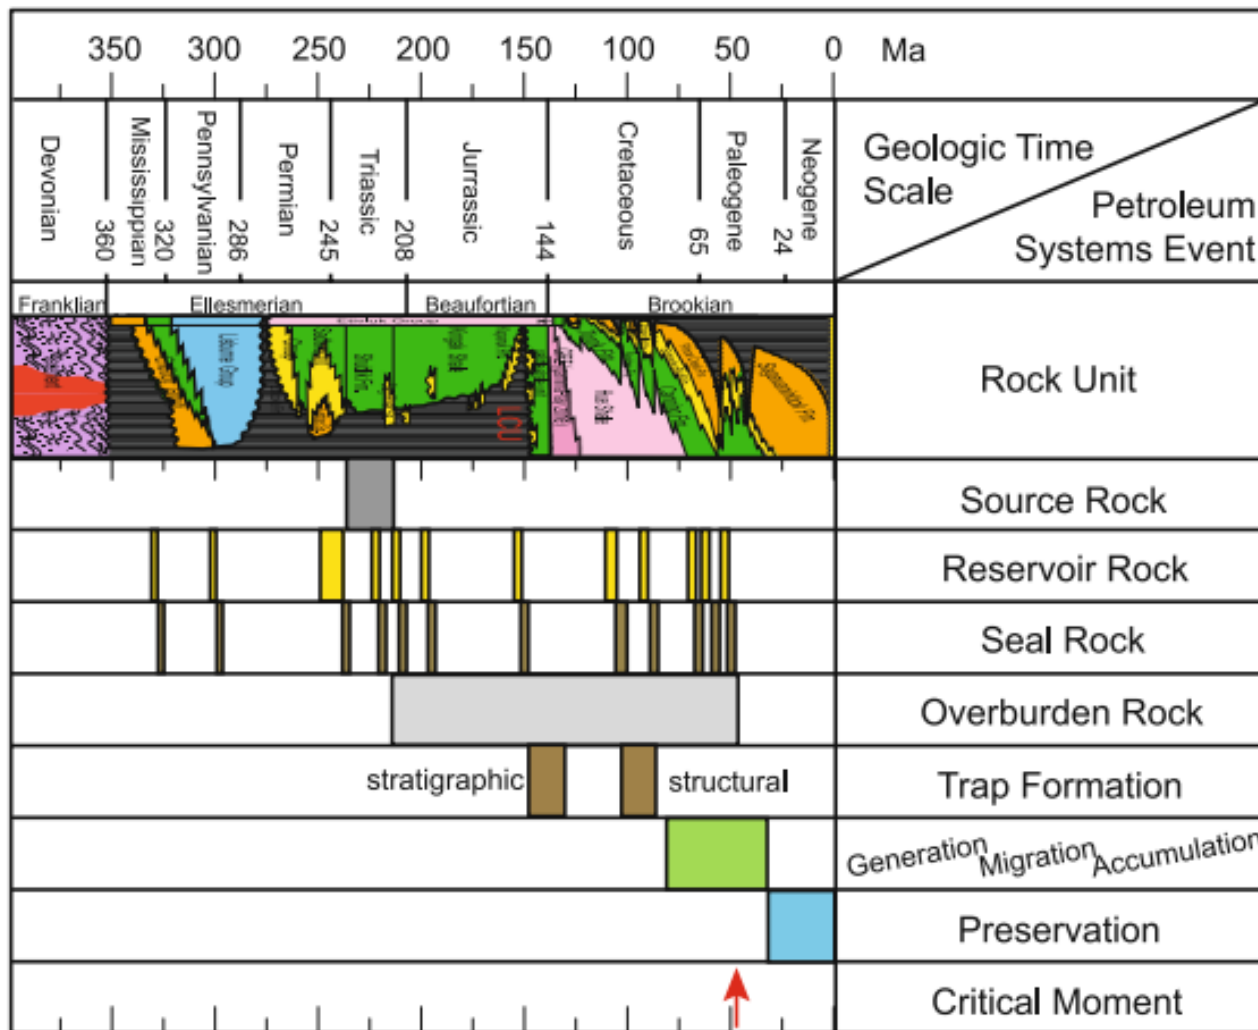 350 300 250 200 150 100 50 0 Ma
Devonian
360
Mississippian
320
Pennsylvanian
286
Permian
245
Triassic
208
Jurrassic
144
Cretaceous
65
Paleogene
24
Neogene
Geologic Time
Scale
Petroleum
Systems Event
Franklian Ellesmerian Beaufortian Brookian
LCU
Rock Unit
Source Rock
Reservoir Rock
Seal Rock
Overburden Rock
stratigraphic structural Trap Formation
Generation Migration Accumulation
Preservation
Critical Moment